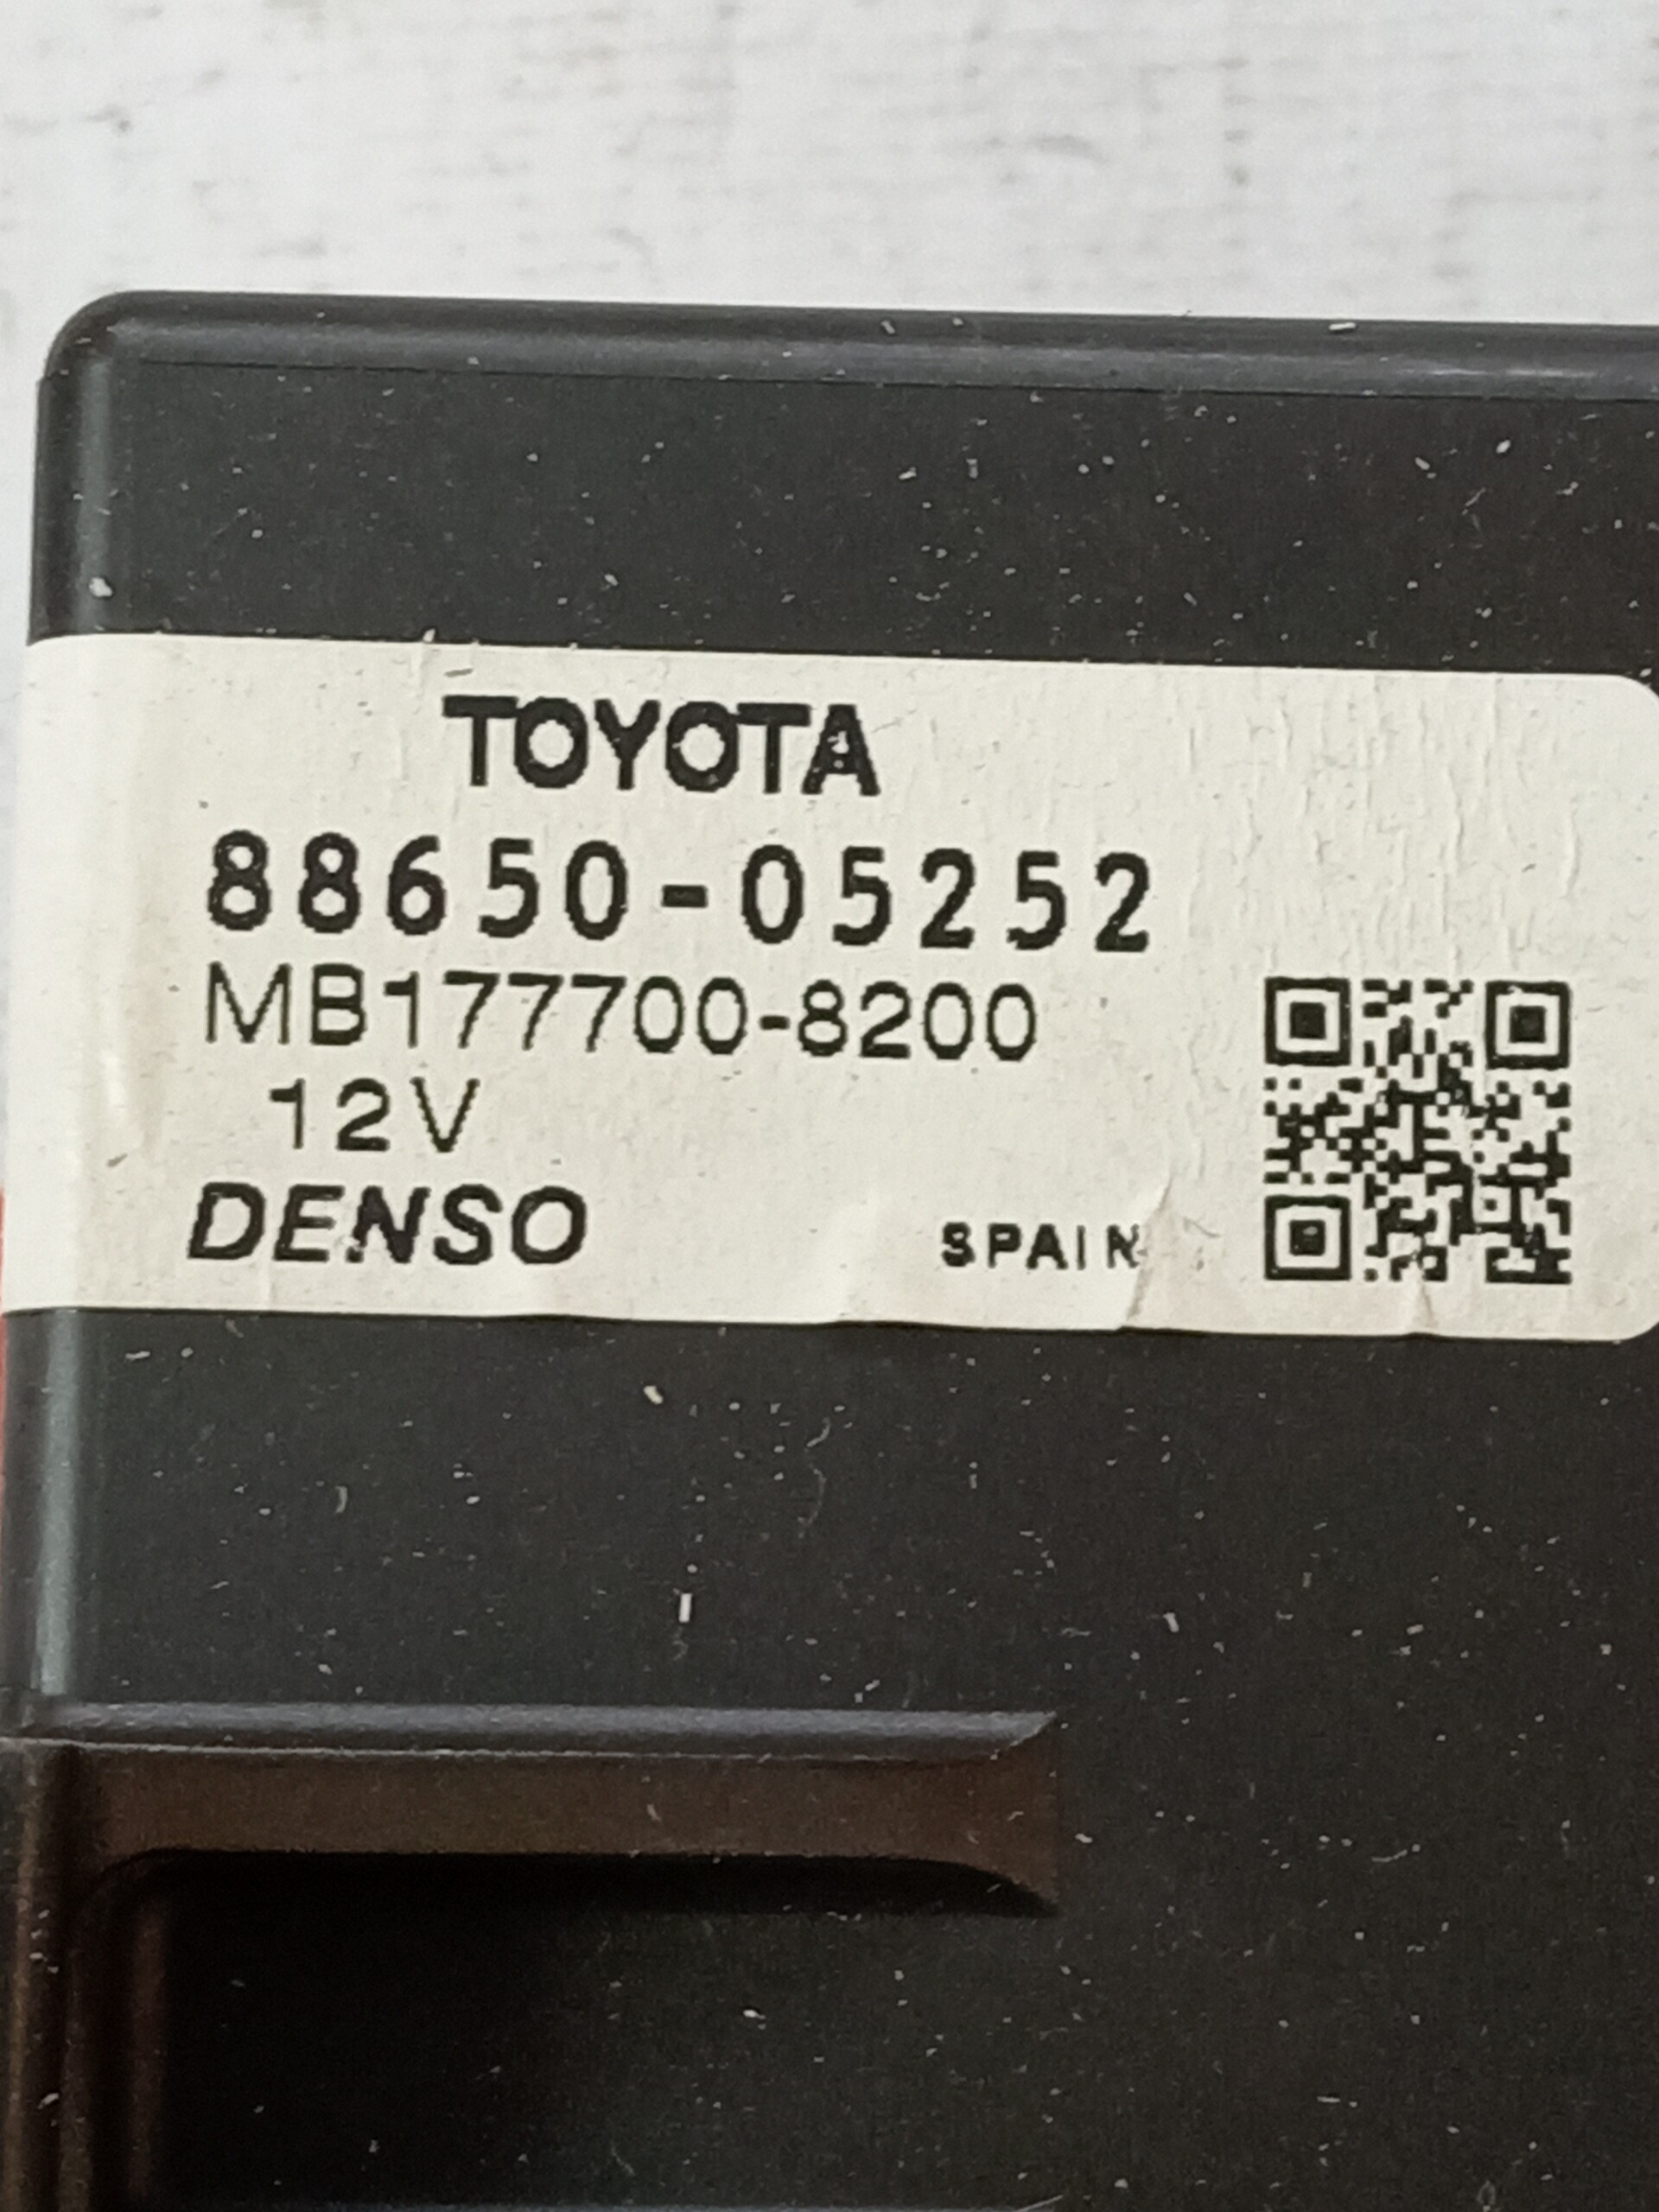 TOYOTA
88650-05252
MB177700-8200
12V
DENSO
SPAIN